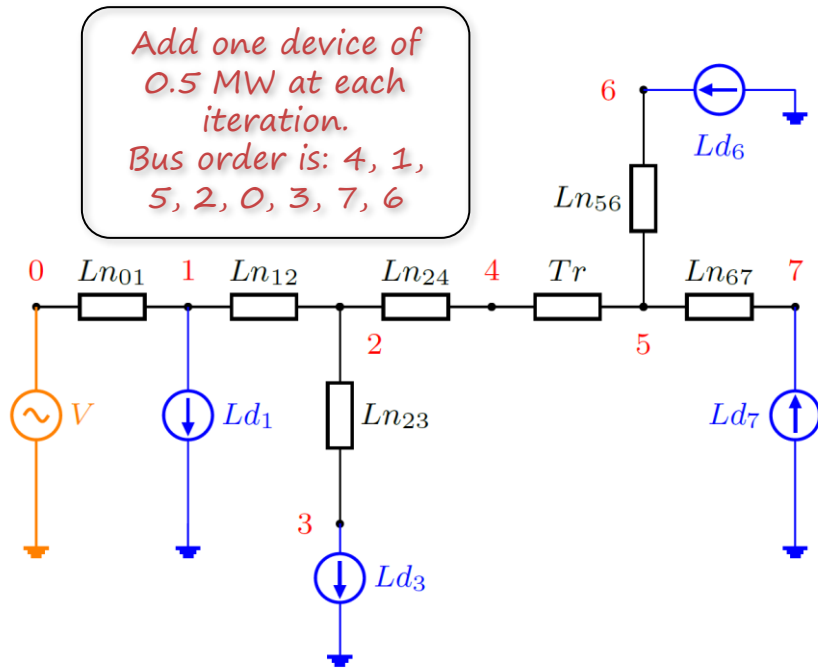 Add one device of
0.5 MW at each
iteration.
Bus order is: 4, 1,
5, 2, 0, 3, 7, 6
6
Ld6
Ln56
0 Ln01 1 Ln12 Ln24 4 Tr Ln67 7
2 5
V Ld1 Ln23 Ld7
3
Ld3